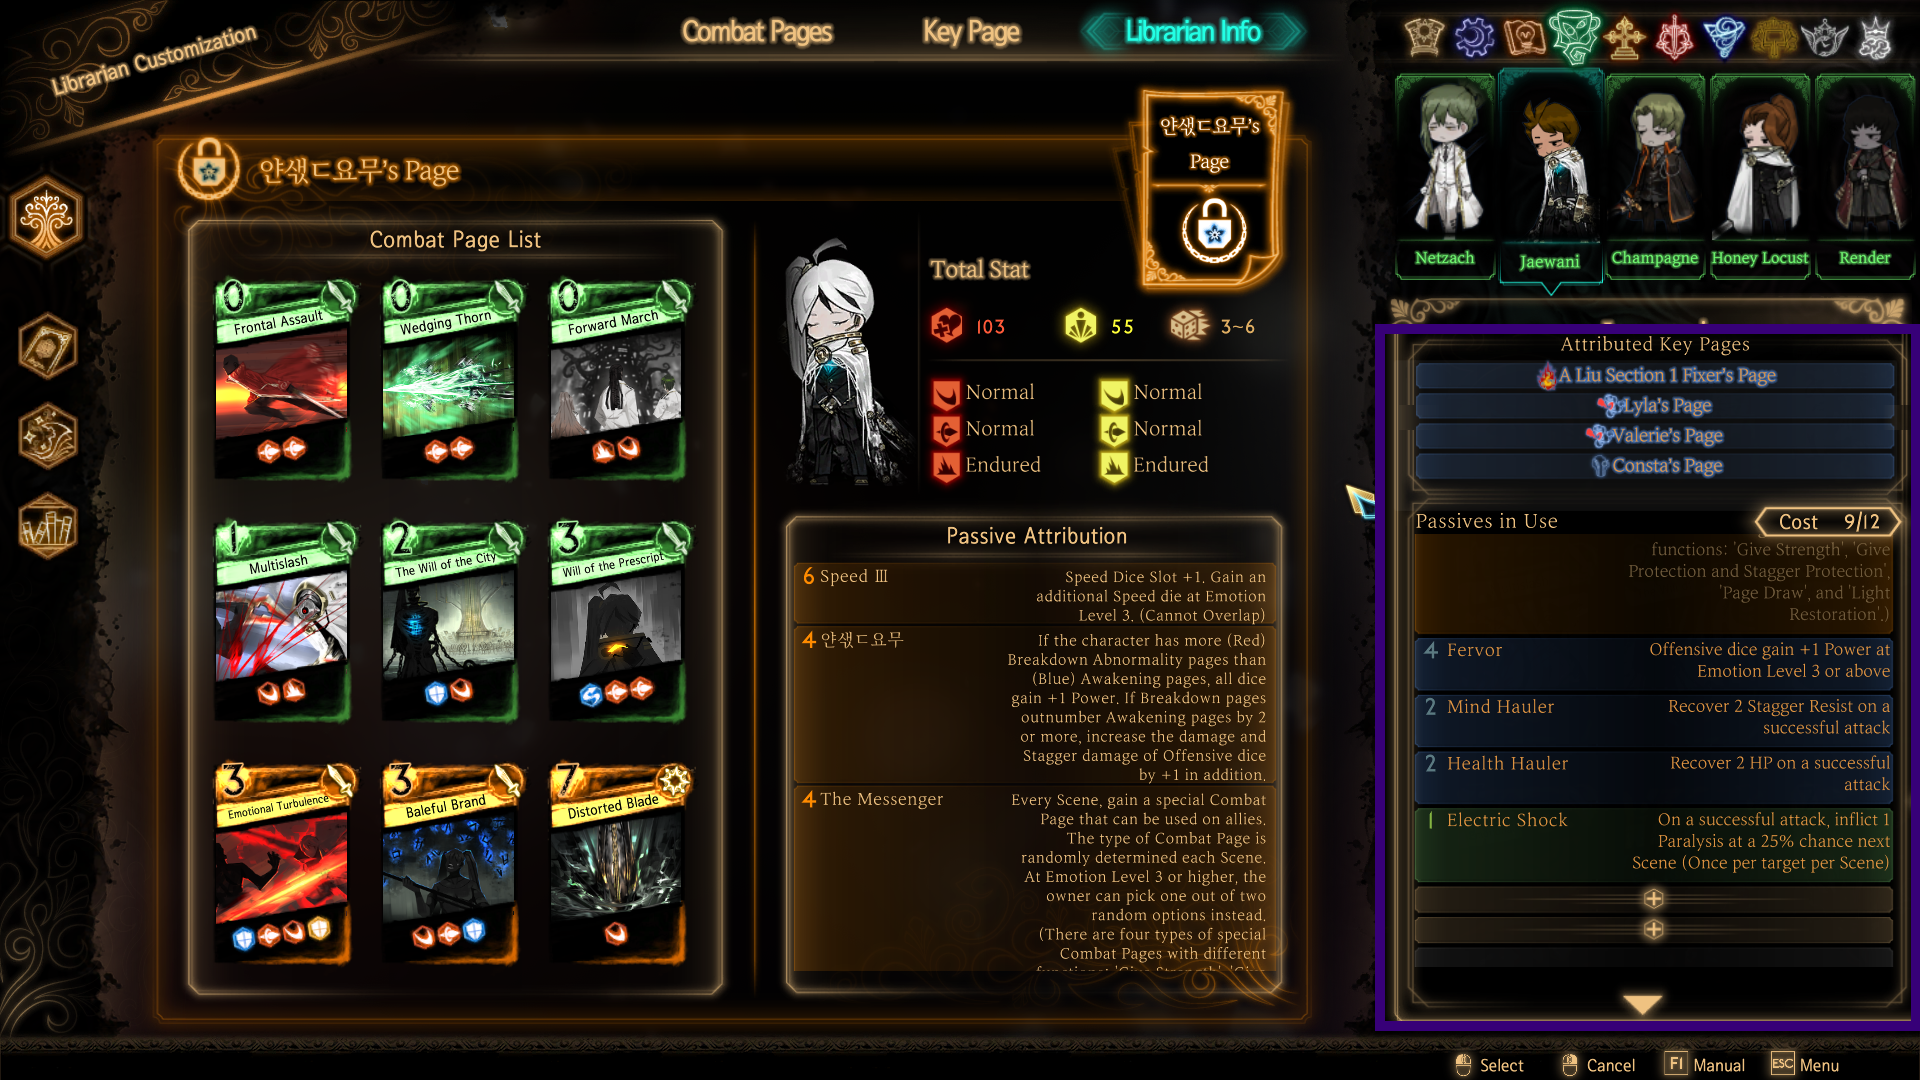 Librarian Customization
Combat Pages
Key Page
Librarian Info
얀샋ㄷ요무's Page
얀샋ㄷ요무's
Page
Netzach
Jaewani
Champagne
Honey Locust
Render
Combat Page List
0
Frontal Assault
0
Wedging Thorn
0
Forward March
1
Multislash
2
The Will of the City
3
Will of the Prescript
3
Emotional Turbulence
3
Baleful Brand
7
Distorted Blade
Total Stat
103
55
3~6
Normal
Normal
Normal
Normal
Endured
Endured
Passive Attribution
6 Speed Ⅲ
Speed Dice Slot +1. Gain an
additional Speed die at Emotion
Level 3. (Cannot Overlap)
4 얀샋ㄷ요무
If the character has more (Red)
Breakdown Abnormality pages than
(Blue) Awakening pages, all dice
gain +1 Power. If Breakdown pages
outnumber Awakening pages by 2
or more, increase the damage and
Stagger damage of Offensive dice
by +1 in addition.
4 The Messenger
Every Scene, gain a special Combat
Page that can be used on allies.
The type of Combat Page is
randomly determined each Scene.
At Emotion Level 3 or higher, the
owner can pick one out of two
random options instead.
(There are four types of special
Combat Pages with different
functions: 'Give Strength', 'Give
Attributed Key Pages
A Liu Section 1 Fixer's Page
Lyla's Page
Valerie's Page
Consta's Page
Passives in Use
Cost 9/12
functions: 'Give Strength', 'Give
Protection and Stagger Protection',
'Page Draw', and 'Light
Restoration'.)
4 Fervor
Offensive dice gain +1 Power at
Emotion Level 3 or above
2 Mind Hauler
Recover 2 Stagger Resist on a
successful attack
2 Health Hauler
Recover 2 HP on a successful
attack
1 Electric Shock
On a successful attack, inflict 1
Paralysis at a 25% chance next
Scene (Once per target per Scene)
Select
Cancel
F1 Manual
ESC Menu